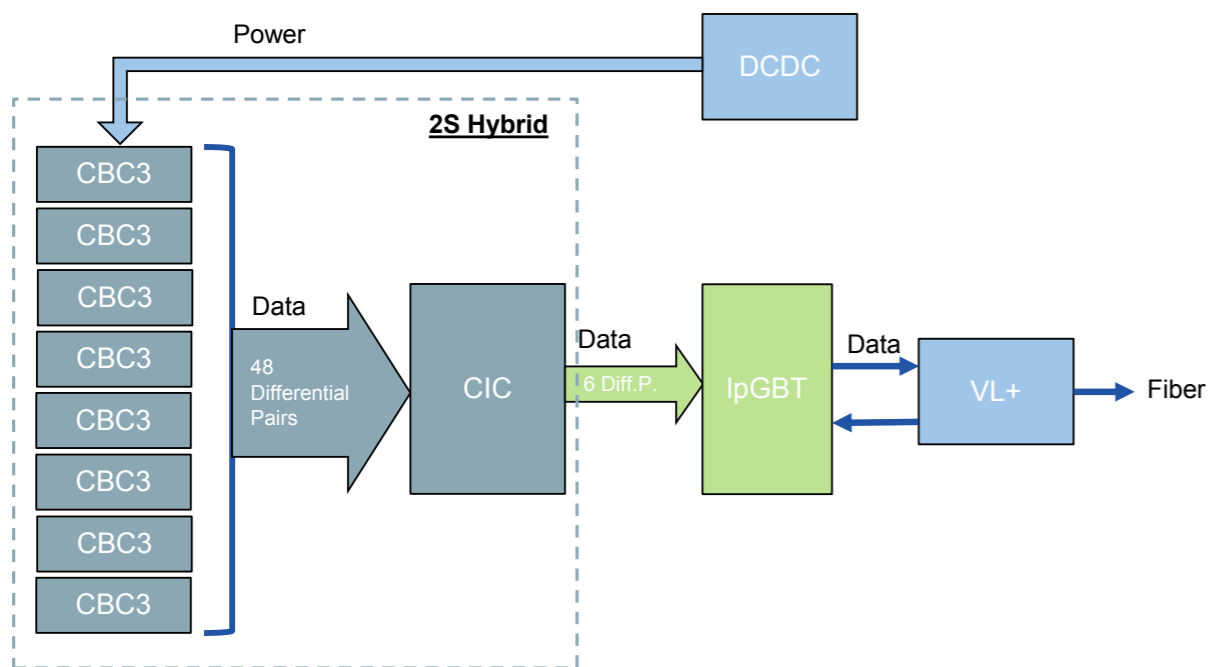 Power
DCDC
2S Hybrid
CBC3
CBC3
CBC3
CBC3
CBC3
CBC3
CBC3
CBC3
Data
48
Differential
Pairs
CIC
Data
6 Diff.P.
lpGBT
Data
VL+
Fiber